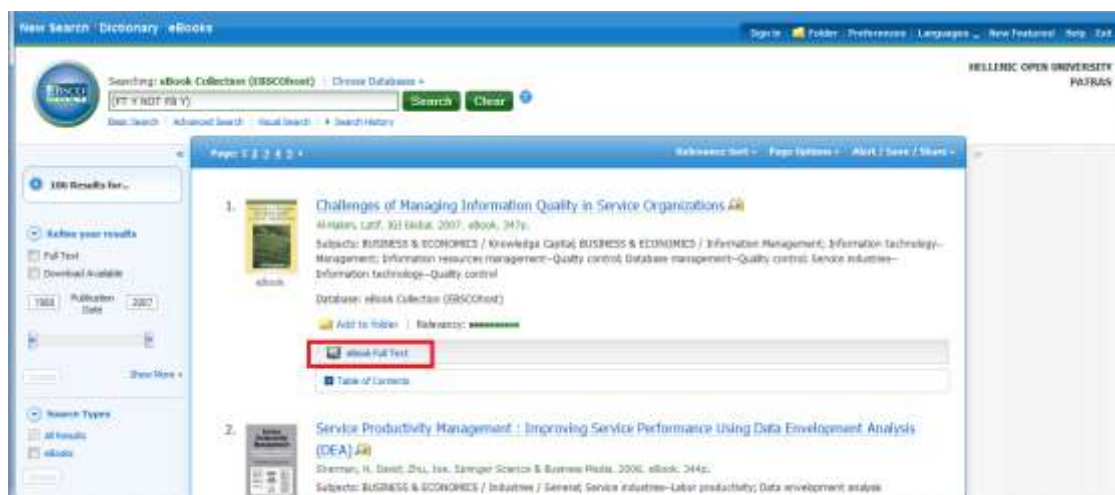 New Search Dictionary eBooks
Sign In Folder Preferences Languages New Features! Help Exit
HELLENIC OPEN UNIVERSITY
PATRAS
EBSCO
Searching: eBook Collection (EBSCOhost) Choose Databases »
(FT Y NOT RB Y)
Search Clear
Basic Search Advanced Search Visual Search Search History
«
Page: 1 2 3 4 5
Relevance Sort Page Options Alert / Save / Share
»
106 Results for...
Refine your results
Full Text
Download Available
Publication
Date
2007
Show More »
Source Types
All Results
eBooks
1.
eBook
Challenges of Managing Information Quality in Service Organizations
Al-Hakim, Latif. IGI Global. 2007. eBook. 347p.
Subjects: BUSINESS & ECONOMICS / Knowledge Capital; BUSINESS & ECONOMICS / Information Management; Information technology--
Management; Information resources management--Quality control; Database management--Quality control; Service industries--
Information technology--Quality control
Database: eBook Collection (EBSCOhost)
Add to folder | Relevancy:
eBook Full Text
Table of Contents
2.
Service Productivity Management : Improving Service Performance Using Data Envelopment Analysis
(DEA)
Sherman, H. David; Zhu, Joe. Springer Science & Business Media. 2006. eBook. 344p.
Subjects: BUSINESS & ECONOMICS / Industries / General; Service industries--Labor productivity; Data envelopment analysis